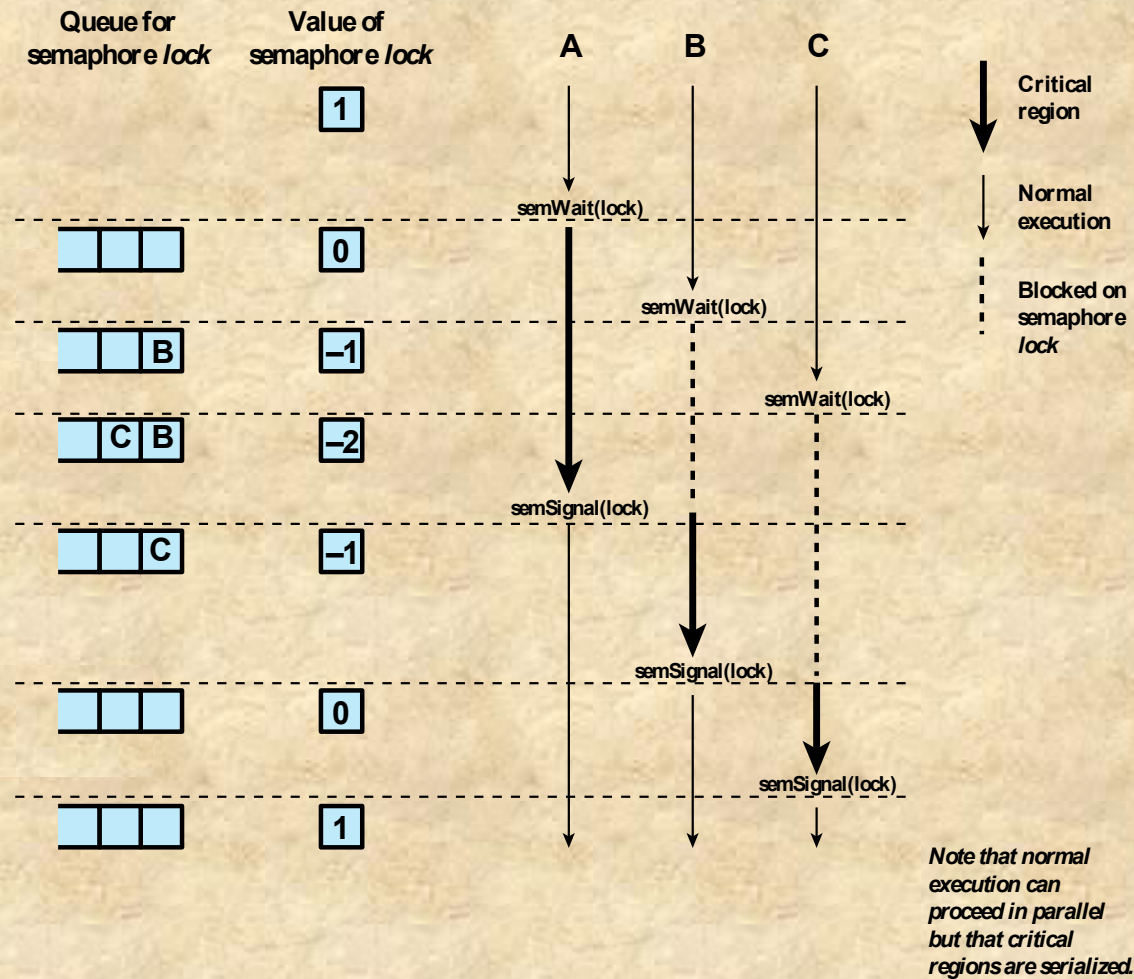 Queue for
semaphore lock
Value of
semaphore lock
A
B
C
1
Critical
region
Normal
execution
Blocked on
semaphore
lock
semWait(lock)
0
semWait(lock)
B
–1
semWait(lock)
C B
–2
semSignal(lock)
C
–1
semSignal(lock)
0
semSignal(lock)
1
Note that normal
execution can
proceed in parallel
but that critical
regions are serialized.